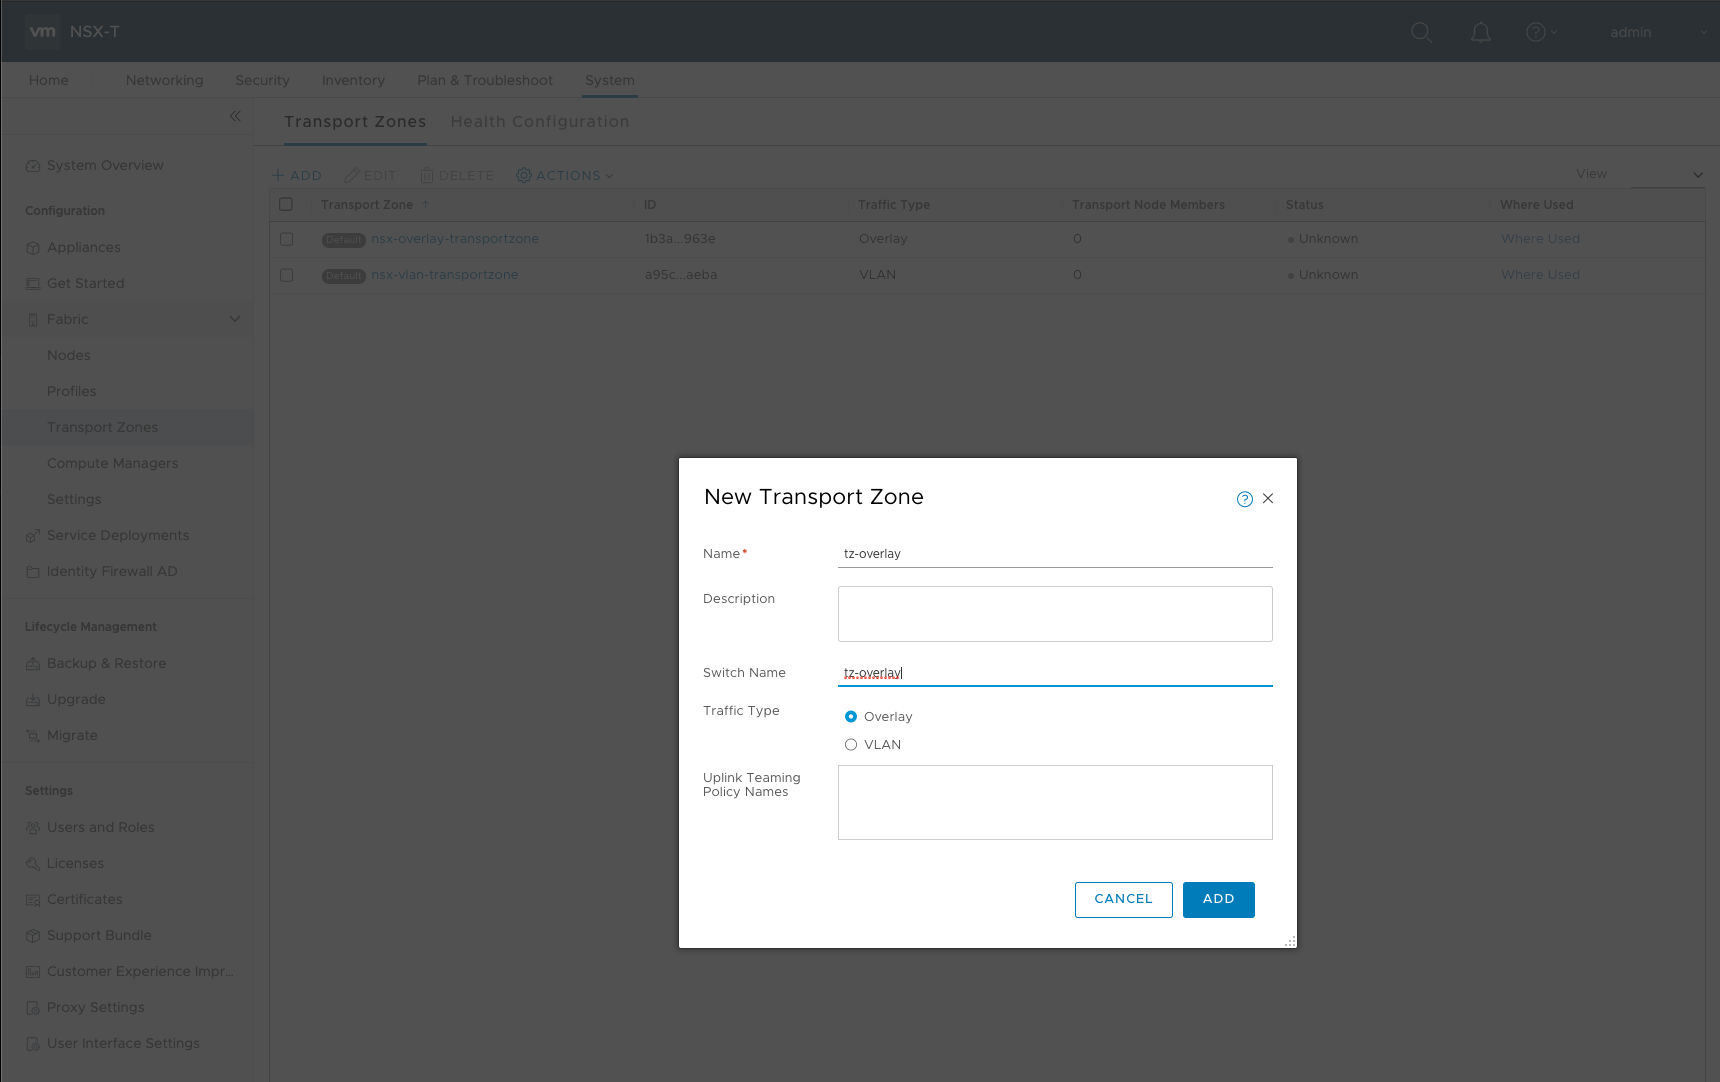 vm NSX-T admin
Home Networking Security Inventory Plan & Troubleshoot System
Transport Zones Health Configuration
System Overview
Configuration
Appliances
Get Started
Fabric
Nodes
Profiles
Transport Zones
Compute Managers
Settings
Service Deployments
Identity Firewall AD
Lifecycle Management
Backup & Restore
Upgrade
Migrate
Settings
Users and Roles
Licenses
Certificates
Support Bundle
Customer Experience Impr...
Proxy Settings
User Interface Settings
+ ADD EDIT DELETE ACTIONS View
Transport Zone ↑ ID Traffic Type Transport Node Members Status Where Used
Default nsx-overlay-transportzone 1b3a...963e Overlay 0 Unknown Where Used
Default nsx-vlan-transportzone a95c...aeba VLAN 0 Unknown Where Used
New Transport Zone
Name* tz-overlay
Description
Switch Name tz-overlay
Traffic Type Overlay
VLAN
Uplink Teaming
Policy Names
CANCEL ADD